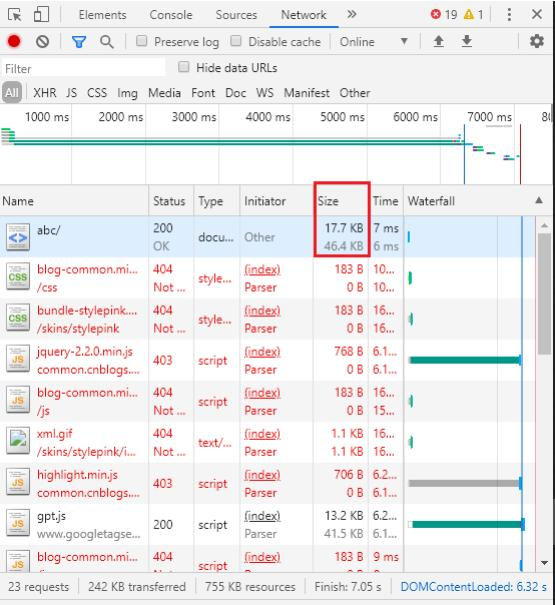 Elements Console Sources Network » 19 1
Preserve log Disable cache Online
Filter Hide data URLs
All XHR JS CSS Img Media Font Doc WS Manifest Other
1000 ms 2000 ms 3000 ms 4000 ms 5000 ms 6000 ms 7000 ms 80
Name Status Type Initiator Size Time Waterfall
abc/ 200 docu... Other 17.7 KB 7 ms
OK 46.4 KB 6 ms
blog-common.mi... 404 style... (index) 183 B 10...
/css Not ... Parser 0 B 10...
bundle-stylepink.... 404 style... (index) 183 B 16...
/skins/stylepink Not ... Parser 0 B 16...
jquery-2.2.0.min.js 403 script (index) 768 B 6.1...
common.cnblogs.... Parser 0 B 6.1...
blog-common.mi... 404 script (index) 183 B 16...
/js Not ... Parser 0 B 15...
xml.gif 404 text/... (index) 1.1 KB 16...
/skins/stylepink/i... Not ... Parser 1.1 KB 16...
highlight.min.js 403 script (index) 706 B 6.2...
common.cnblogs.... Parser 0 B 6.1...
gpt.js 200 script (index) 13.2 KB 6.2...
www.googletagse... Parser 41.5 KB 6.1...
blog-common.mi... 404 script (index) 183 B 9 ms
23 requests 242 KB transferred 755 KB resources Finish: 7.05 s DOMContentLoaded: 6.32 s